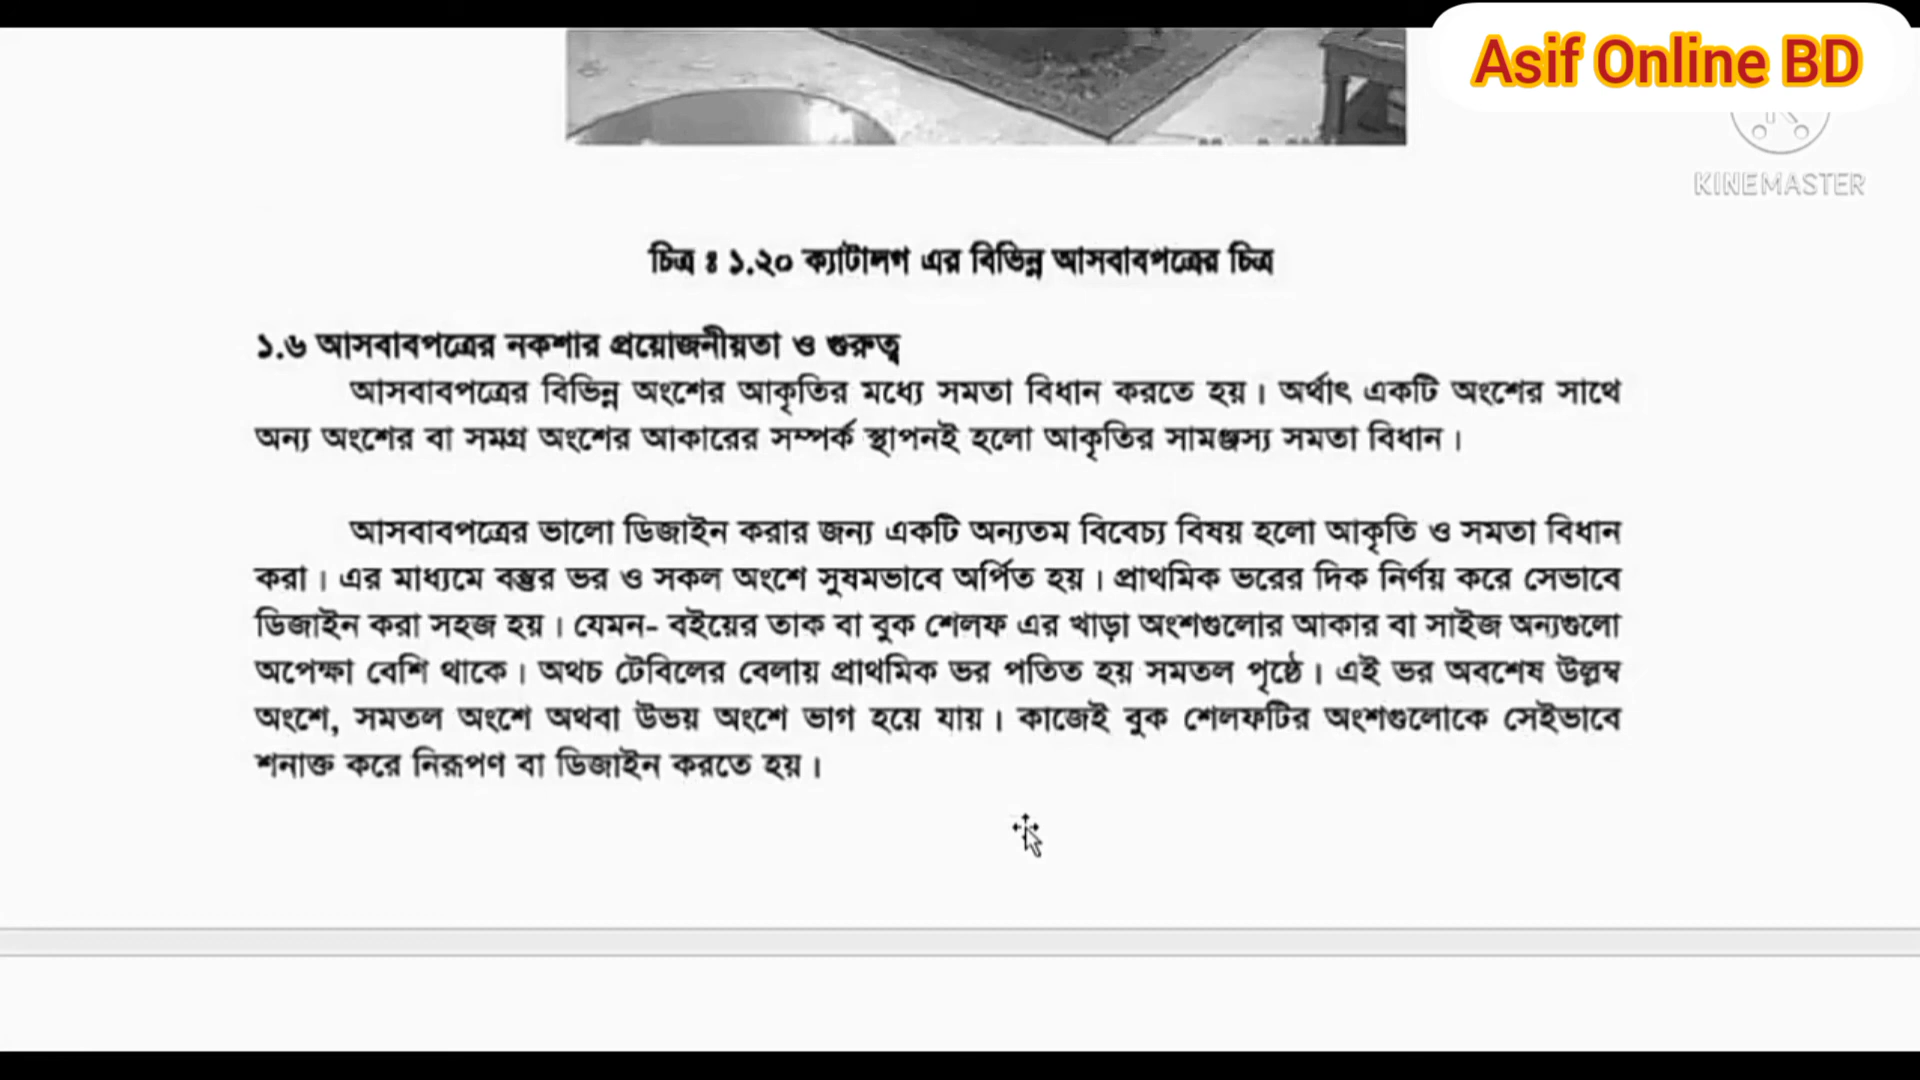 Asif Online BD
KINEMASTER
চিত্র ঃ ১.২০ ক্যাটালগ এর বিভিন্ন আসবাবপত্রের চিত্র
১.৬ আসবাবপত্রের নকশার প্রয়োজনীয়তা ও গুরুত্ব
আসবাবপত্রের বিভিন্ন অংশের আকৃতির মধ্যে সমতা বিধান করতে হয়। অর্থাৎ একটি অংশের সাথে
অন্য অংশের বা সমগ্র অংশের আকারের সম্পর্ক স্থাপনই হলো আকৃতির সামঞ্জস্য সমতা বিধান।
আসবাবপত্রের ভালো ডিজাইন করার জন্য একটি অন্যতম বিবেচ্য বিষয় হলো আকৃতি ও সমতা বিধান
করা। এর মাধ্যমে বস্তুর ভর ও সকল অংশে সুষমভাবে অর্পিত হয়। প্রাথমিক ভরের দিক নির্ণয় করে সেভাবে
ডিজাইন করা সহজ হয়। যেমন- বইয়ের তাক বা বুক শেলফ এর খাড়া অংশগুলোর আকার বা সাইজ অন্যগুলো
অপেক্ষা বেশি থাকে। অথচ টেবিলের বেলায় প্রাথমিক ভর পতিত হয় সমতল পৃষ্ঠে। এই ভর অবশেষ উল্লম্ব
অংশে, সমতল অংশে অথবা উভয় অংশে ভাগ হয়ে যায়। কাজেই বুক শেলফটির অংশগুলোকে সেইভাবে
শনাক্ত করে নিরূপণ বা ডিজাইন করতে হয়।